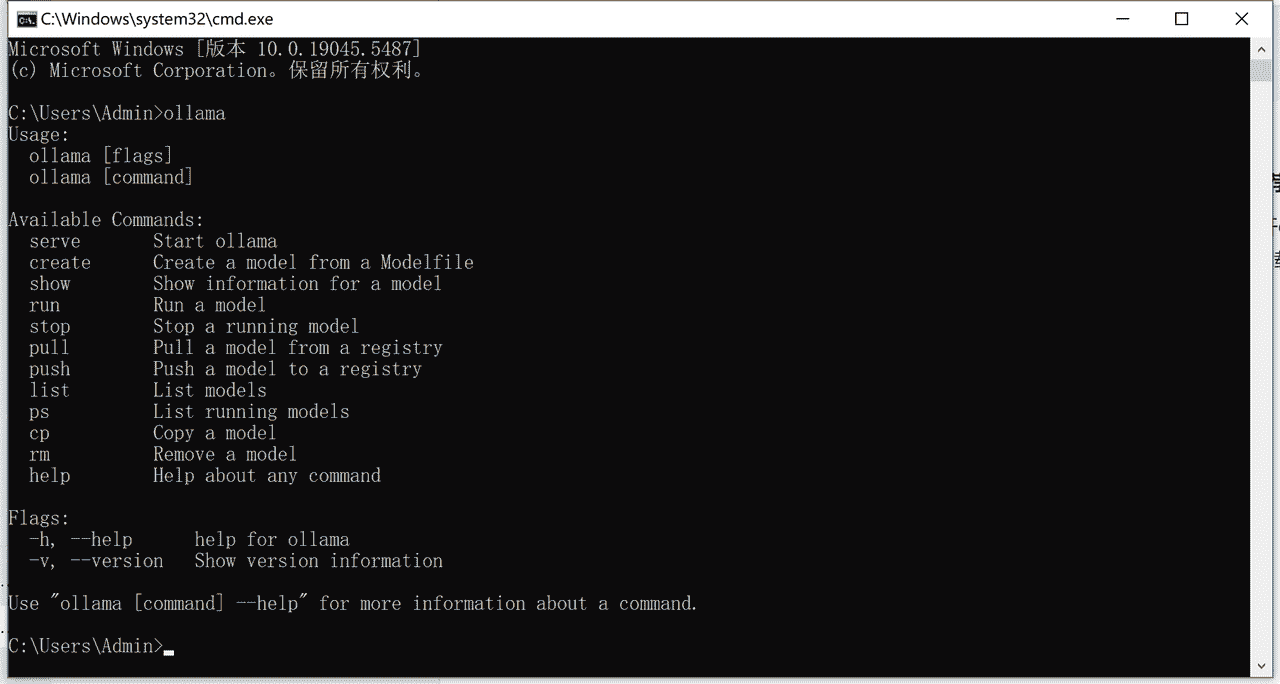 C:\Windows\system32\cmd.exe
Microsoft Windows [版本 10.0.19045.5487]
(c) Microsoft Corporation。保留所有权利。
C:\Users\Admin>ollama
Usage:
  ollama [flags]
  ollama [command]
Available Commands:
  serve       Start ollama
  create      Create a model from a Modelfile
  show        Show information for a model
  run         Run a model
  stop        Stop a running model
  pull        Pull a model from a registry
  push        Push a model to a registry
  list        List models
  ps          List running models
  cp          Copy a model
  rm          Remove a model
  help        Help about any command
Flags:
  -h, --help      help for ollama
  -v, --version   Show version information
Use "ollama [command] --help" for more information about a command.
C:\Users\Admin>